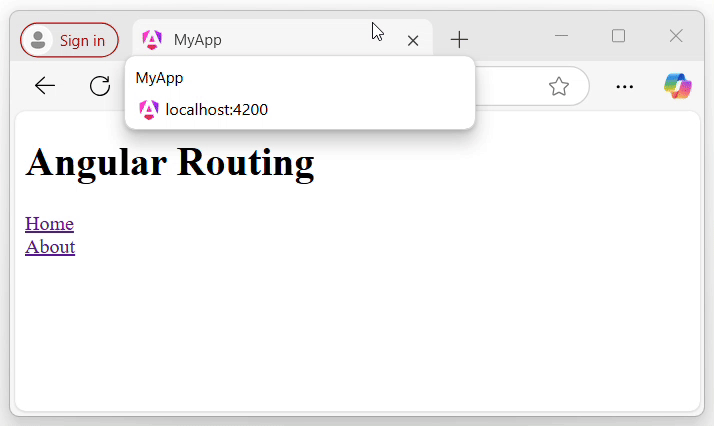 Sign in
MyApp
MyApp
localhost:4200
Angular Routing
Home
About